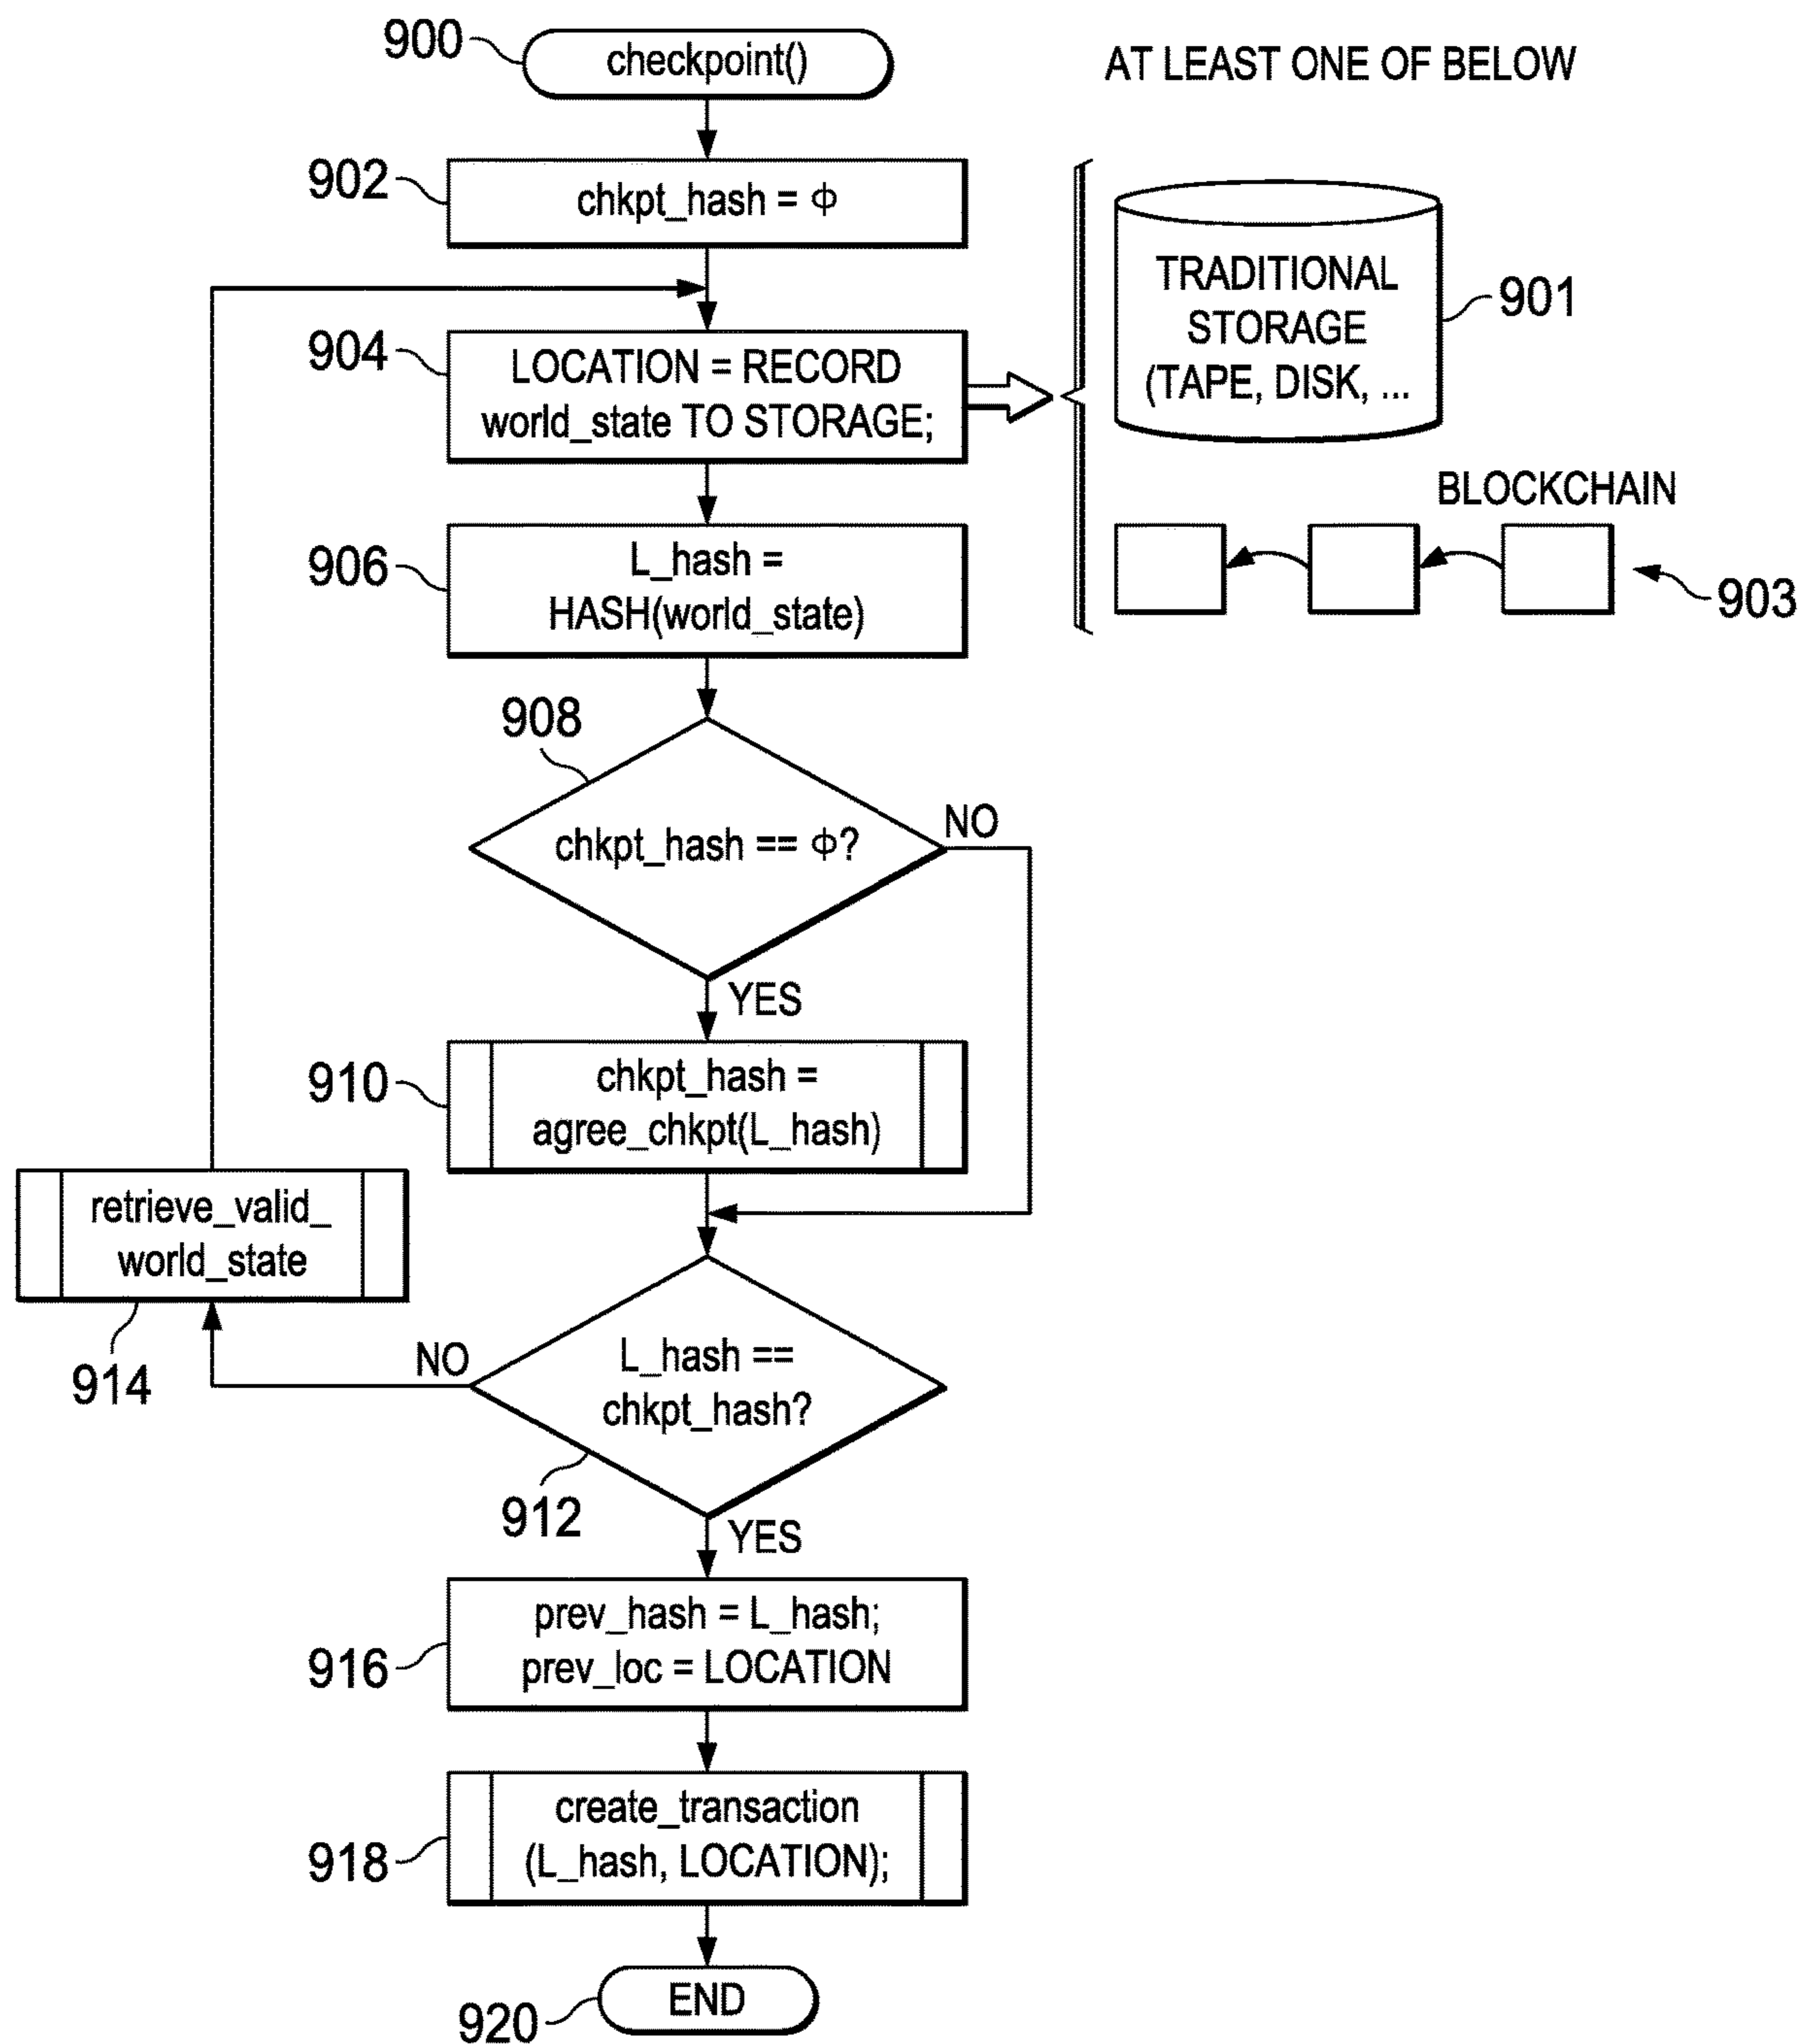 900
checkpoint()
AT LEAST ONE OF BELOW
902
chkpt_hash = Φ
TRADITIONAL
STORAGE
(TAPE, DISK, ...
901
904
LOCATION = RECORD
world_state TO STORAGE;
BLOCKCHAIN
903
906
L_hash =
HASH(world_state)
908
chkpt_hash == Φ?
NO
YES
910
chkpt_hash =
agree_chkpt(L_hash)
retrieve_valid_
world_state
914
NO
L_hash ==
chkpt_hash?
912
YES
916
prev_hash = L_hash;
prev_loc = LOCATION
918
create_transaction
(L_hash, LOCATION);
920
END